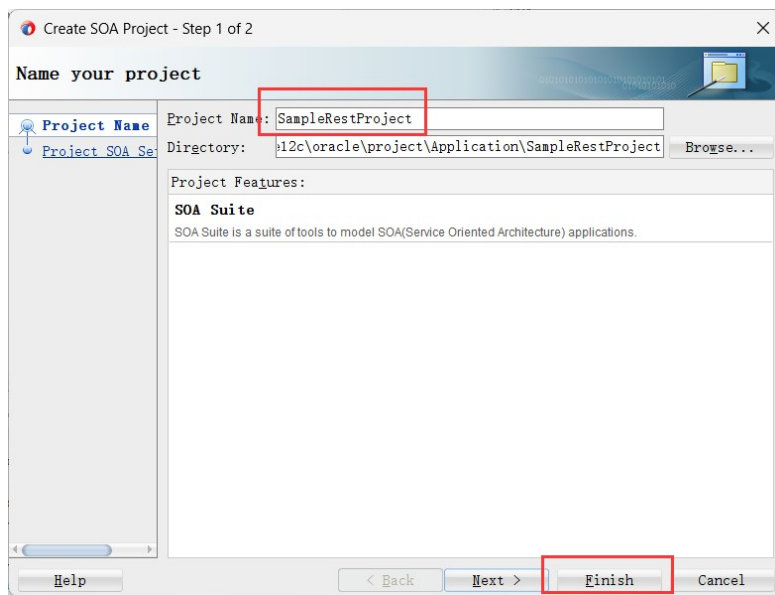 Create SOA Project - Step 1 of 2
Name your project
Project Name
Project SOA Se
Project Name: SampleRestProject
Directory: e12c\oracle\project\Application\SampleRestProject Browse...
Project Features:
SOA Suite
SOA Suite is a suite of tools to model SOA(Service Oriented Architecture) applications.
Help < Back Next > Finish Cancel